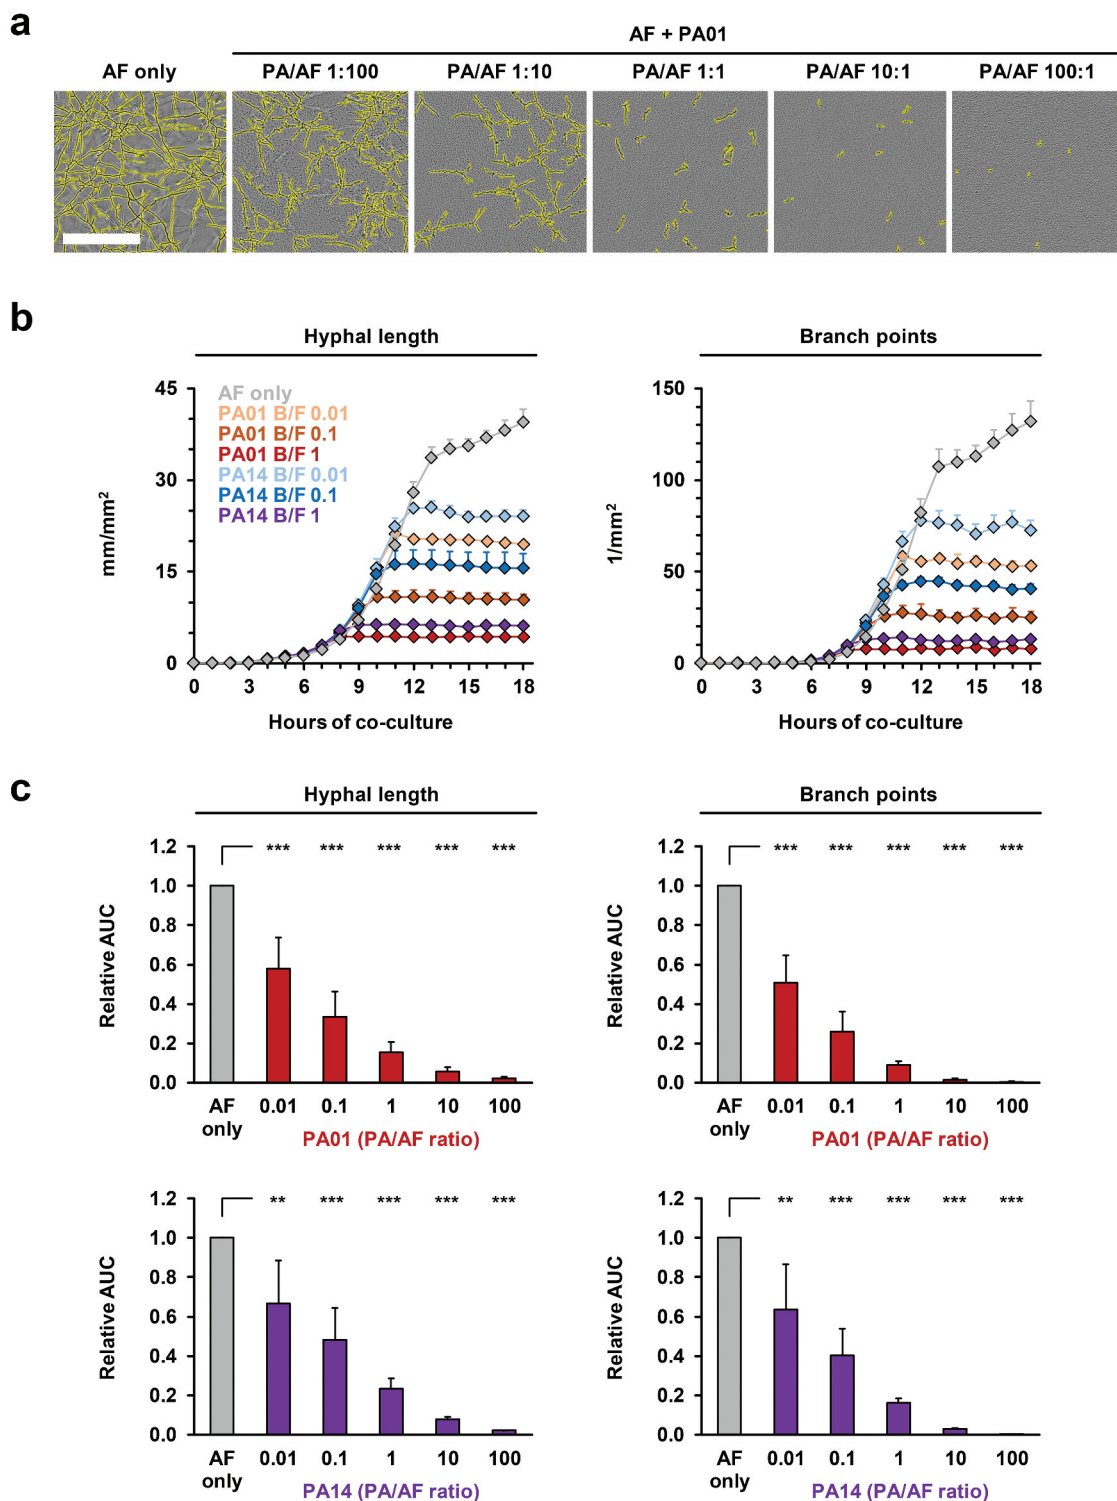 a
AF + PA01
AF only PA/AF 1:100 PA/AF 1:10 PA/AF 1:1 PA/AF 10:1 PA/AF 100:1
b
Hyphal length
45
30
15
0
mm/mm²
AF only
PA01 B/F 0.01
PA01 B/F 0.1
PA01 B/F 1
PA14 B/F 0.01
PA14 B/F 0.1
PA14 B/F 1
0 3 6 9 12 15 18
Hours of co-culture
Branch points
150
100
50
0
1/mm²
0 3 6 9 12 15 18
Hours of co-culture
c
Hyphal length
1.2
1.0
0.8
0.6
0.4
0.2
0.0
Relative AUC
*** *** *** *** ***
AF only 0.01 0.1 1 10 100
PA01 (PA/AF ratio)
Branch points
1.2
1.0
0.8
0.6
0.4
0.2
0.0
Relative AUC
*** *** *** *** ***
AF only 0.01 0.1 1 10 100
PA01 (PA/AF ratio)
1.2
1.0
0.8
0.6
0.4
0.2
0.0
Relative AUC
** *** *** *** ***
AF only 0.01 0.1 1 10 100
PA14 (PA/AF ratio)
1.2
1.0
0.8
0.6
0.4
0.2
0.0
Relative AUC
** *** *** *** ***
AF only 0.01 0.1 1 10 100
PA14 (PA/AF ratio)